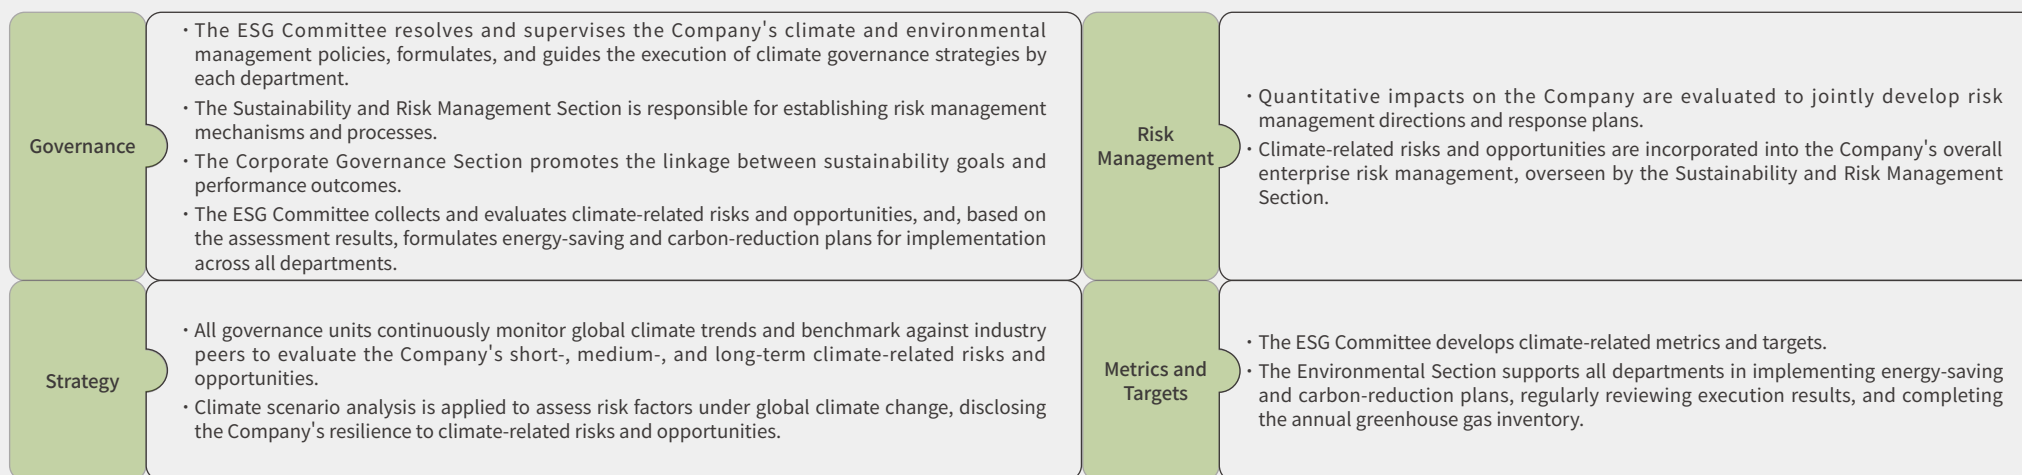 Governance
· The ESG Committee resolves and supervises the Company's climate and environmental
management policies, formulates, and guides the execution of climate governance strategies by
each department.
· The Sustainability and Risk Management Section is responsible for establishing risk management
mechanisms and processes.
· The Corporate Governance Section promotes the linkage between sustainability goals and
performance outcomes.
· The ESG Committee collects and evaluates climate-related risks and opportunities, and, based on
the assessment results, formulates energy-saving and carbon-reduction plans for implementation
across all departments.
Risk
Management
· Quantitative impacts on the Company are evaluated to jointly develop risk
management directions and response plans.
· Climate-related risks and opportunities are incorporated into the Company's overall
enterprise risk management, overseen by the Sustainability and Risk Management
Section.
Strategy
· All governance units continuously monitor global climate trends and benchmark against industry
peers to evaluate the Company's short-, medium-, and long-term climate-related risks and
opportunities.
· Climate scenario analysis is applied to assess risk factors under global climate change, disclosing
the Company's resilience to climate-related risks and opportunities.
Metrics and
Targets
· The ESG Committee develops climate-related metrics and targets.
· The Environmental Section supports all departments in implementing energy-saving
and carbon-reduction plans, regularly reviewing execution results, and completing
the annual greenhouse gas inventory.